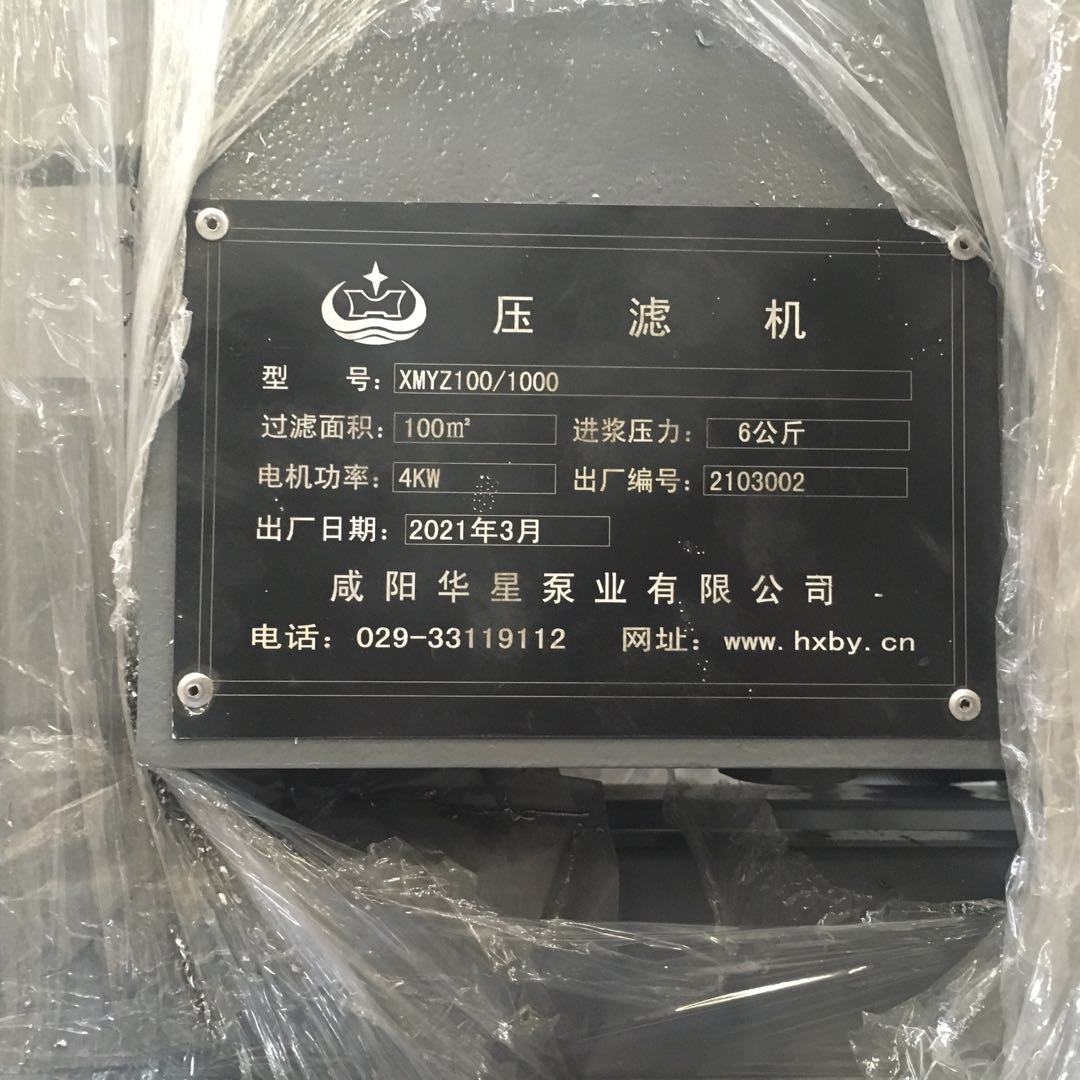 压滤机
型 号：XMYZ100/1000
过滤面积：100㎡ 进浆压力：6公斤
电机功率：4KW 出厂编号：2103002
出厂日期：2021年3月
咸阳华星泵业有限公司
电话：029-33119112 网址：www.hxby.cn